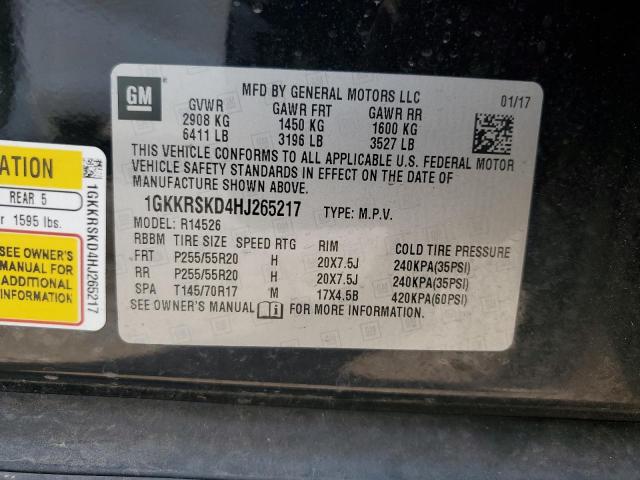 GM
MFD BY GENERAL MOTORS LLC
01/17
GVWR GAWR FRT GAWR RR
2908 KG 1450 KG 1600 KG
6411 LB 3196 LB 3527 LB
THIS VEHICLE CONFORMS TO ALL APPLICABLE U.S. FEDERAL MOTOR
VEHICLE SAFETY STANDARDS IN EFFECT ON THE DATE OF
MANUFACTURE SHOWN ABOVE.
1GKKRSKD4HJ265217 TYPE: M.P.V.
MODEL: R14526
RBBM TIRE SIZE SPEED RTG RIM COLD TIRE PRESSURE
FRT P255/55R20 H 20X7.5J 240KPA(35PSI)
RR P255/55R20 H 20X7.5J 240KPA(35PSI)
SPA T145/70R17 M 17X4.5B 420KPA(60PSI)
SEE OWNER'S MANUAL FOR MORE INFORMATION.
ATION
REAR 5
1595 lbs.
SEE OWNER'S
MANUAL FOR
ADDITIONAL
INFORMATION
1GKKRSKD4HJ265217